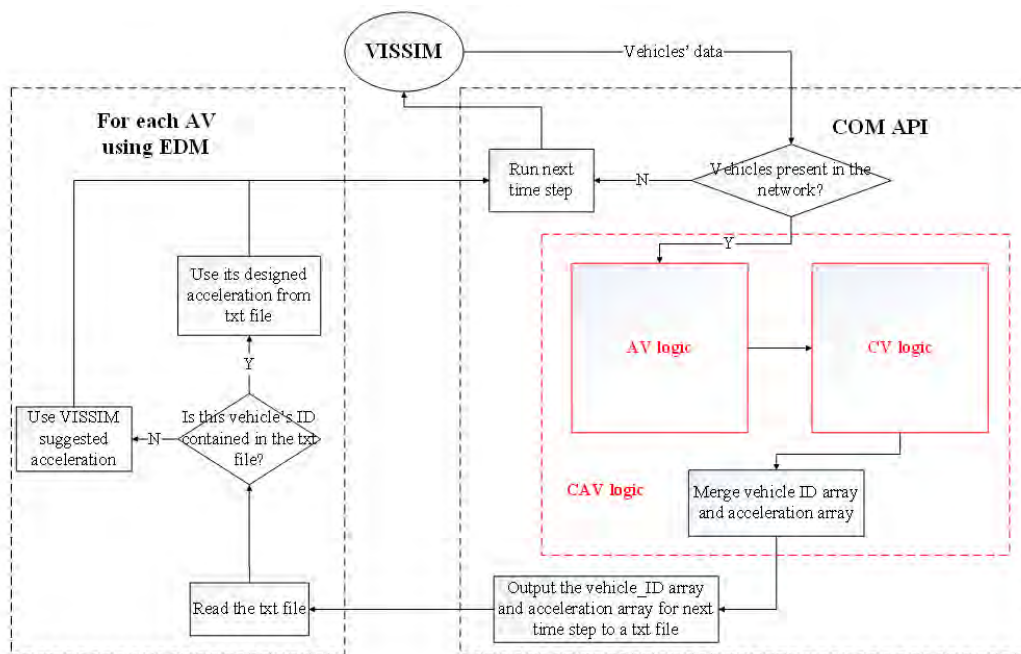 VISSIM
Vehicles' data
For each AV
using EDM
COM API
Run next
time step
N
Vehicles present in the
network?
Y
Use its designed
acceleration from
txt file
AV logic
CV logic
Y
Use VISSIM
suggested
acceleration
N
Is this vehicle's ID
contained in the txt
file?
CAV logic
Merge vehicle ID array
and acceleration array
Read the txt file
Output the vehicle_ID array
and acceleration array for next
time step to a txt file